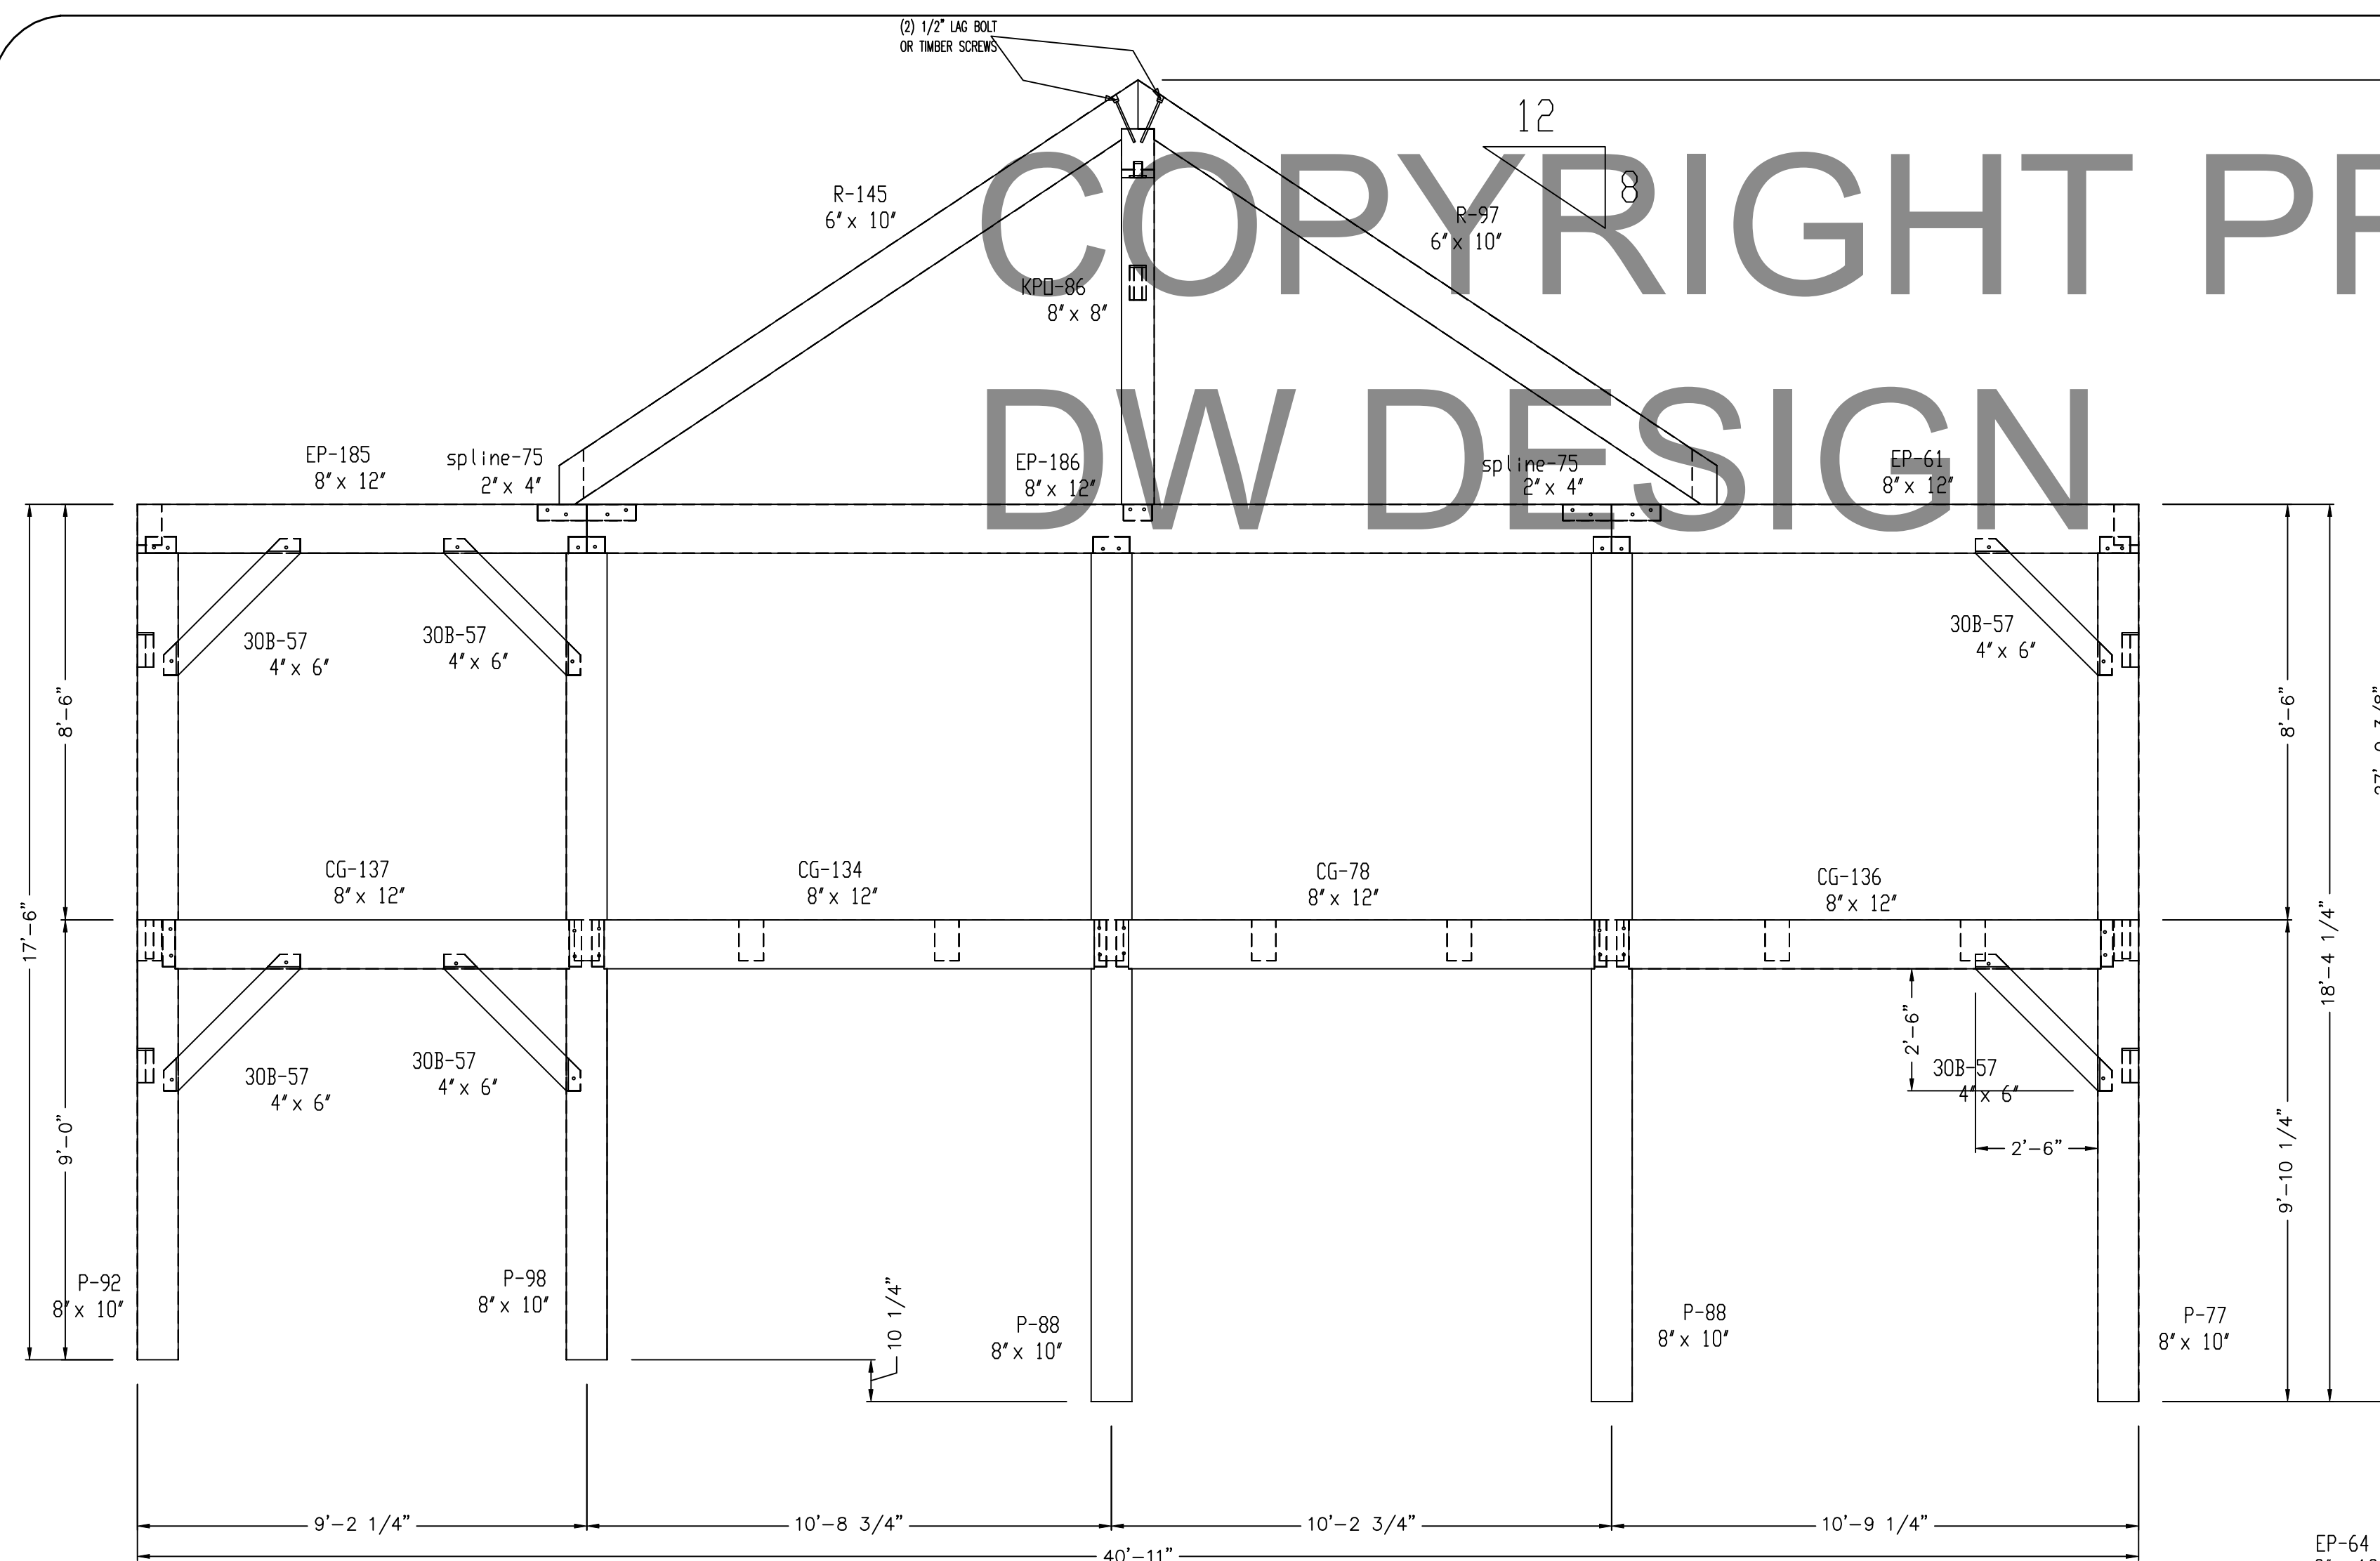 (2) 1/2" LAG BOLT
OR TIMBER SCREWS
12
8
COPYRIGHT
R-145
6" x 10"
R-97
6" x 10"
8" x 8"
DW DESIGN
EP-185
8" x 12"
spline-75
2" x 4"
EP-186
8" x 12"
spline-75
2" x 4"
EP-61
8" x 12"
30B-57
4" x 6"
30B-57
4" x 6"
30B-57
4" x 6"
8'-6"
8'-6"
17'-6"
18'-4 1/4"
CG-137
8" x 12"
CG-134
8" x 12"
CG-78
8" x 12"
CG-136
8" x 12"
2'-6"
30B-57
4" x 6"
30B-57
4" x 6"
30B-57
4" x 6"
9'-0"
9'-10 1/4"
2'-6"
P-92
8" x 10"
P-98
8" x 10"
10 1/4"
P-88
8" x 10"
P-88
8" x 10"
P-77
8" x 10"
9'-2 1/4"
10'-8 3/4"
10'-2 3/4"
10'-9 1/4"
40'-11"
EP-64